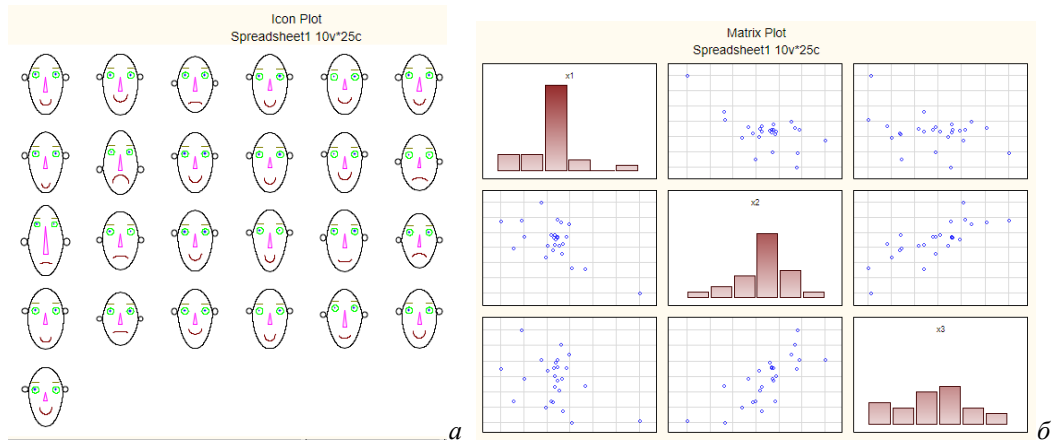 Icon Plot
Spreadsheet1 10v*25c
а
Matrix Plot
Spreadsheet1 10v*25c
x1
x2
x3
б